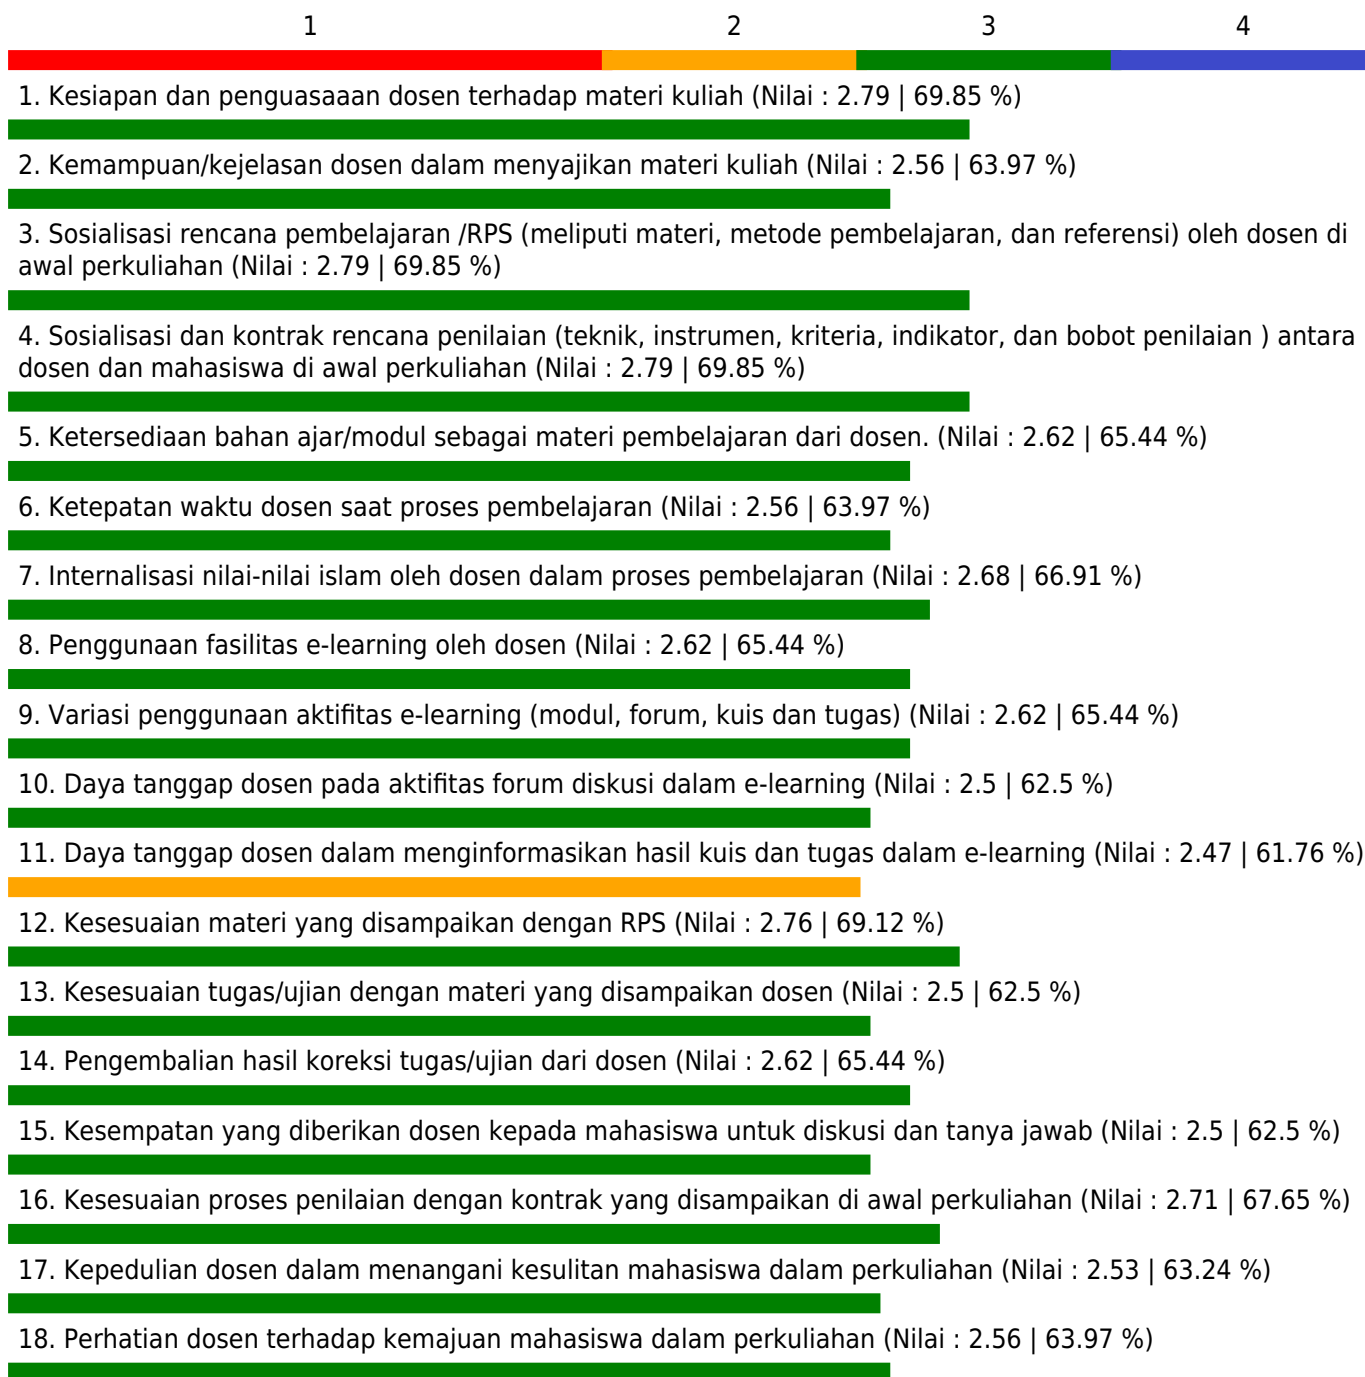 1 2 3 4
1. Kesiapan dan penguasaaan dosen terhadap materi kuliah (Nilai : 2.79 | 69.85 %)
2. Kemampuan/kejelasan dosen dalam menyajikan materi kuliah (Nilai : 2.56 | 63.97 %)
3. Sosialisasi rencana pembelajaran /RPS (meliputi materi, metode pembelajaran, dan referensi) oleh dosen di
awal perkuliahan (Nilai : 2.79 | 69.85 %)
4. Sosialisasi dan kontrak rencana penilaian (teknik, instrumen, kriteria, indikator, dan bobot penilaian ) antara
dosen dan mahasiswa di awal perkuliahan (Nilai : 2.79 | 69.85 %)
5. Ketersediaan bahan ajar/modul sebagai materi pembelajaran dari dosen. (Nilai : 2.62 | 65.44 %)
6. Ketepatan waktu dosen saat proses pembelajaran (Nilai : 2.56 | 63.97 %)
7. Internalisasi nilai-nilai islam oleh dosen dalam proses pembelajaran (Nilai : 2.68 | 66.91 %)
8. Penggunaan fasilitas e-learning oleh dosen (Nilai : 2.62 | 65.44 %)
9. Variasi penggunaan aktifitas e-learning (modul, forum, kuis dan tugas) (Nilai : 2.62 | 65.44 %)
10. Daya tanggap dosen pada aktifitas forum diskusi dalam e-learning (Nilai : 2.5 | 62.5 %)
11. Daya tanggap dosen dalam menginformasikan hasil kuis dan tugas dalam e-learning (Nilai : 2.47 | 61.76 %)
12. Kesesuaian materi yang disampaikan dengan RPS (Nilai : 2.76 | 69.12 %)
13. Kesesuaian tugas/ujian dengan materi yang disampaikan dosen (Nilai : 2.5 | 62.5 %)
14. Pengembalian hasil koreksi tugas/ujian dari dosen (Nilai : 2.62 | 65.44 %)
15. Kesempatan yang diberikan dosen kepada mahasiswa untuk diskusi dan tanya jawab (Nilai : 2.5 | 62.5 %)
16. Kesesuaian proses penilaian dengan kontrak yang disampaikan di awal perkuliahan (Nilai : 2.71 | 67.65 %)
17. Kepedulian dosen dalam menangani kesulitan mahasiswa dalam perkuliahan (Nilai : 2.53 | 63.24 %)
18. Perhatian dosen terhadap kemajuan mahasiswa dalam perkuliahan (Nilai : 2.56 | 63.97 %)